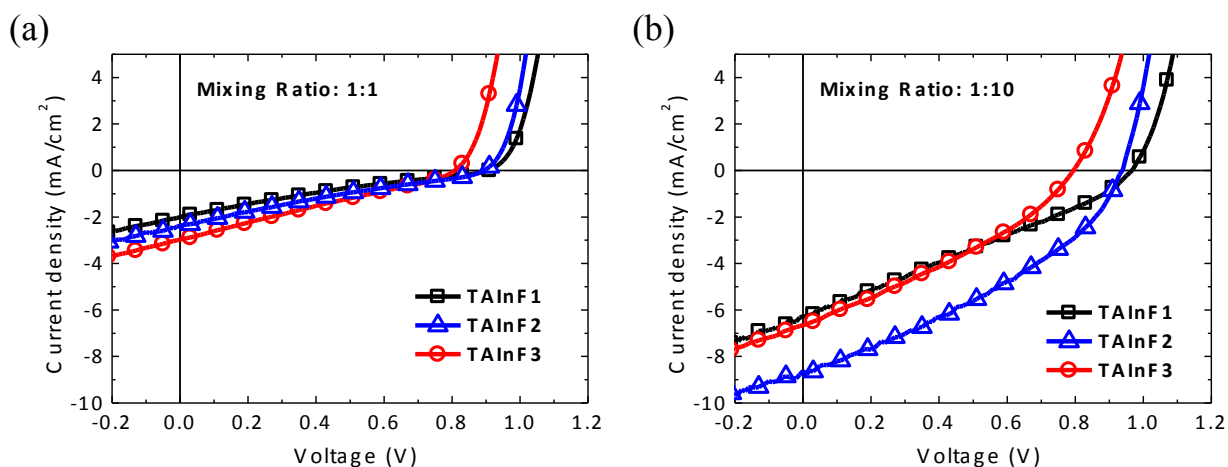 (a)
Current density (mA/cm²)
4
2
0
-2
-4
-6
-8
-10
Mixing Ratio: 1:1
TAInF1
TAInF2
TAInF3
-0.2 0.0 0.2 0.4 0.6 0.8 1.0 1.2
Voltage (V)
(b)
Current density (mA/cm²)
4
2
0
-2
-4
-6
-8
-10
Mixing Ratio: 1:10
TAInF1
TAInF2
TAInF3
-0.2 0.0 0.2 0.4 0.6 0.8 1.0 1.2
Voltage (V)